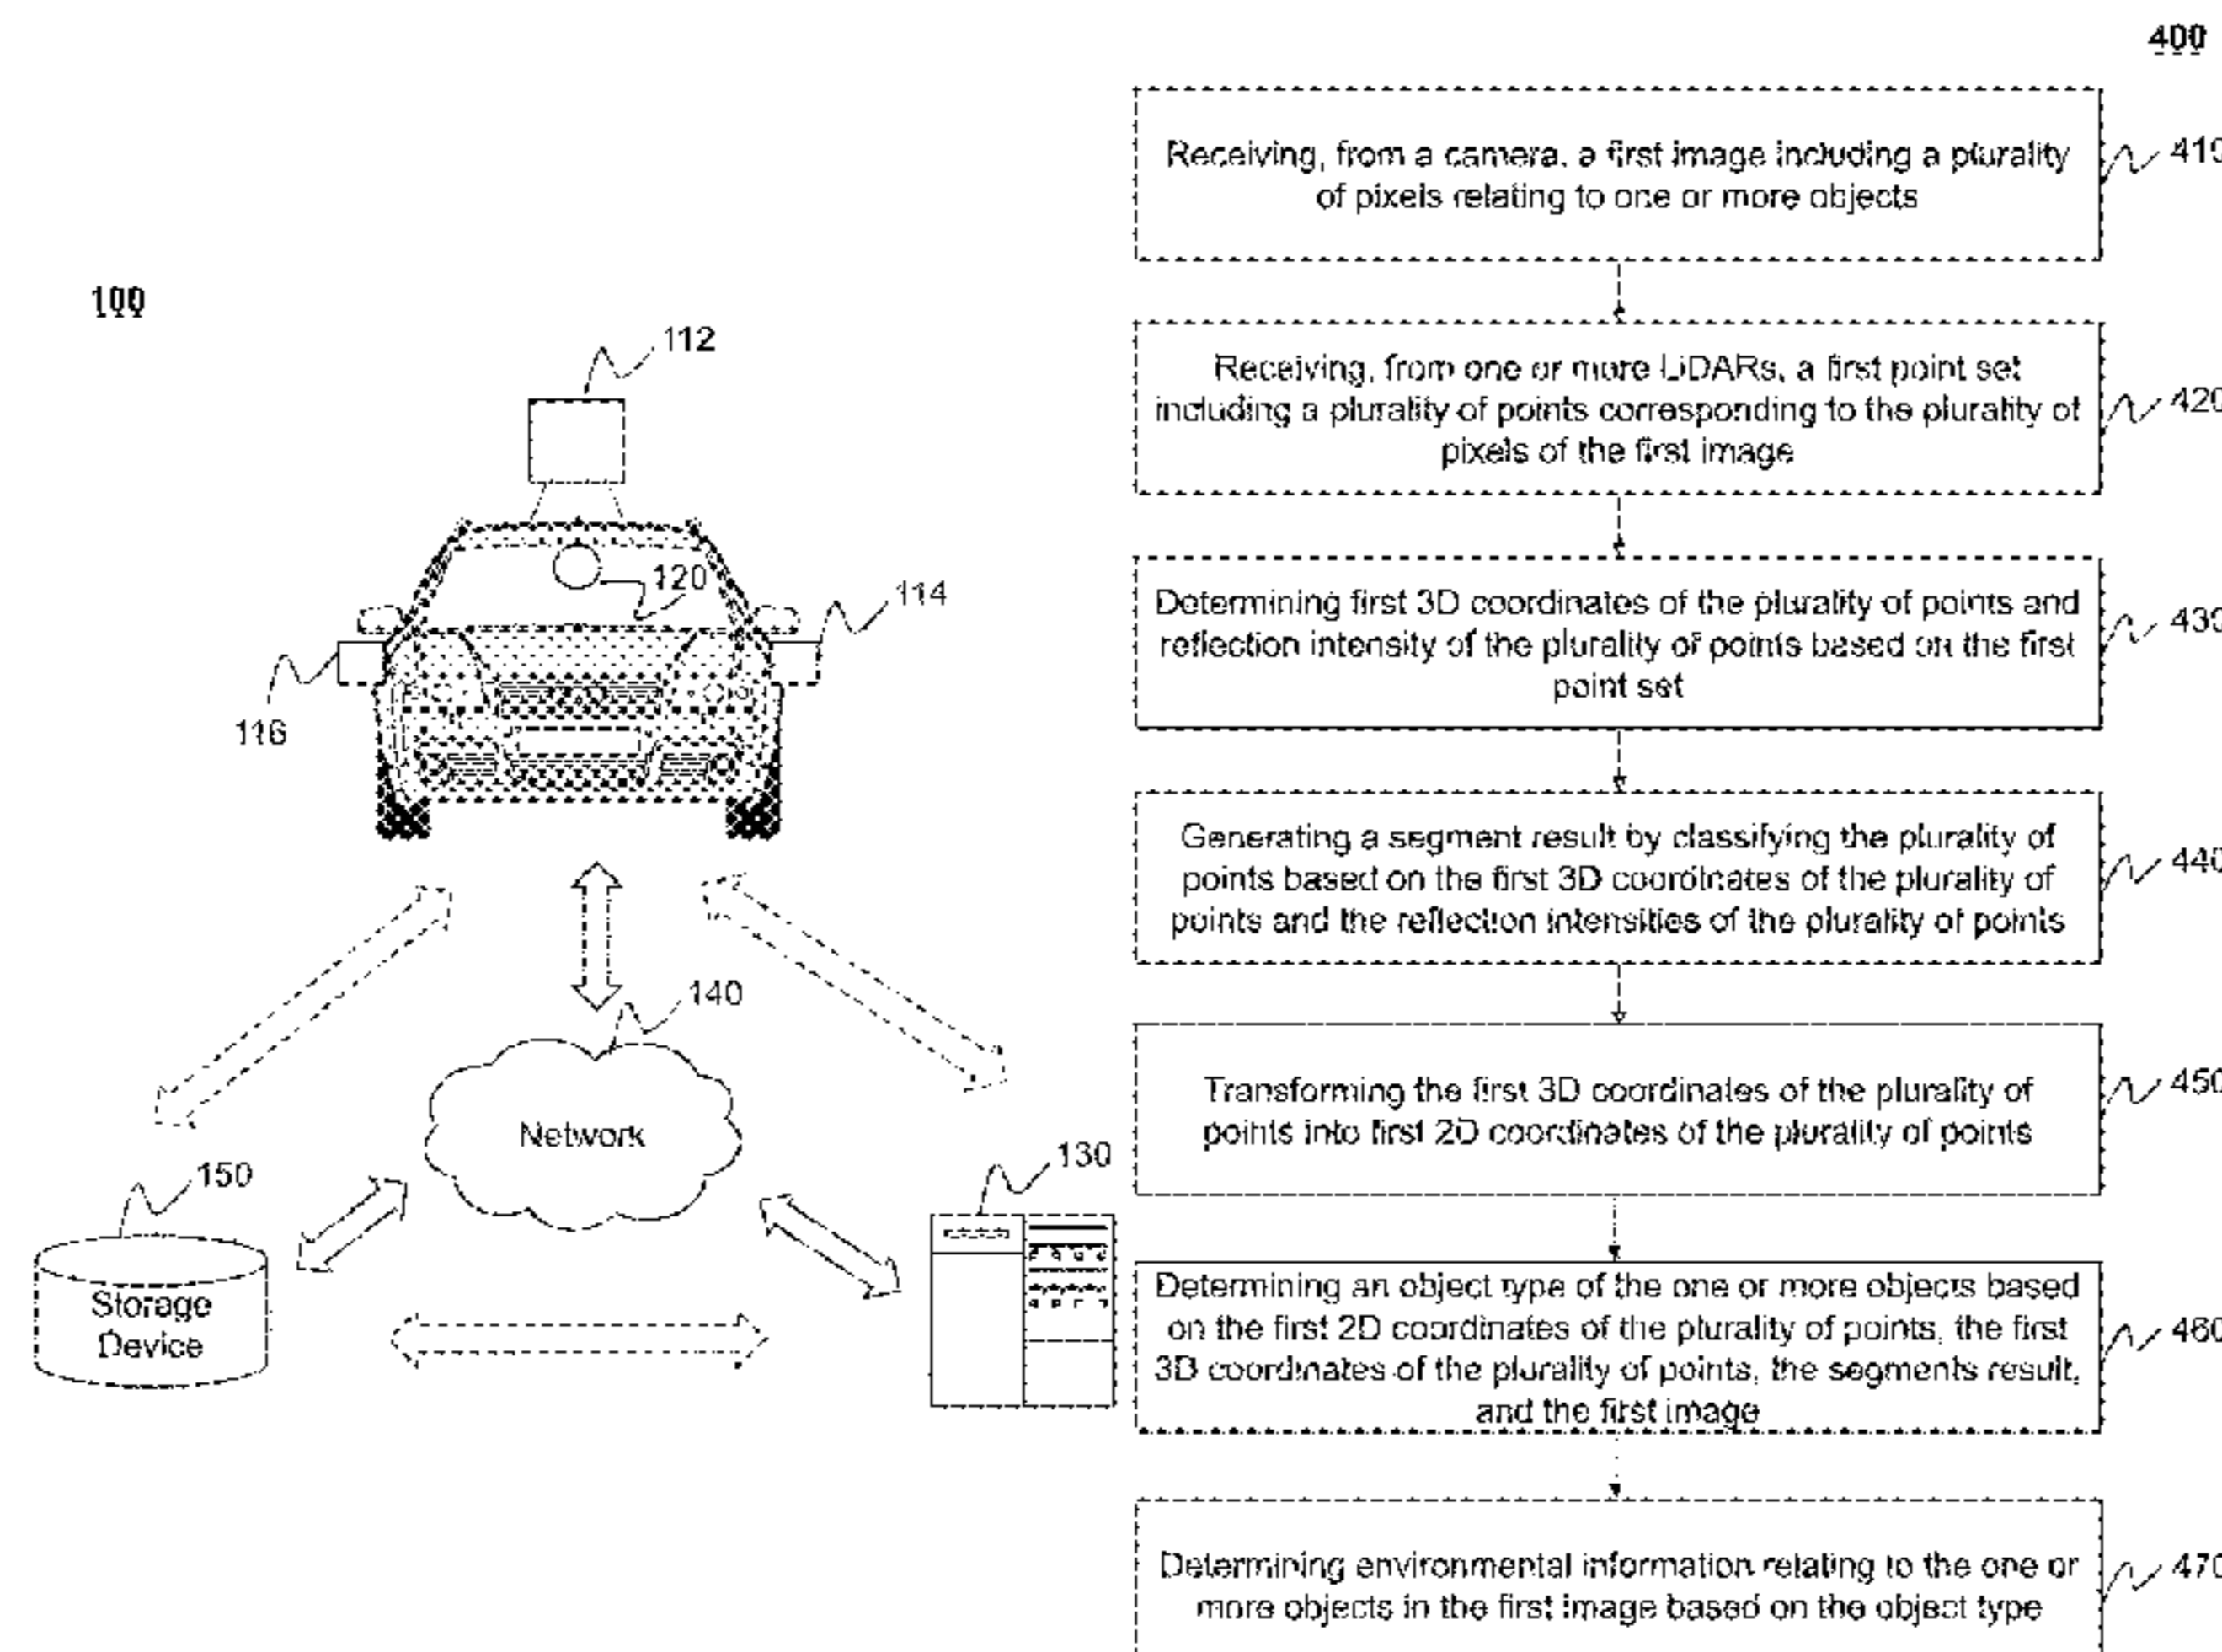 100
112
120
114
116
140
Network
150
130
Storage
Device
400
Receiving, from a camera, a first image including a plurality
of pixels relating to one or more objects
410
Receiving, from one or more LiDARs, a first point set
including a plurality of points corresponding to the plurality of
pixels of the first image
420
Determining first 3D coordinates of the plurality of points and
reflection intensity of the plurality of points based on the first
point set
430
Generating a segment result by classifying the plurality of
points based on the first 3D coordinates of the plurality of
points and the reflection intensities of the plurality of points
440
Transforming the first 3D coordinates of the plurality of
points into first 2D coordinates of the plurality of points
450
Determining an object type of the one or more objects based
on the first 2D coordinates of the plurality of points, the first
3D coordinates of the plurality of points, the segments result,
and the first image
460
Determining environmental information relating to the one or
more objects in the first image based on the object type
470